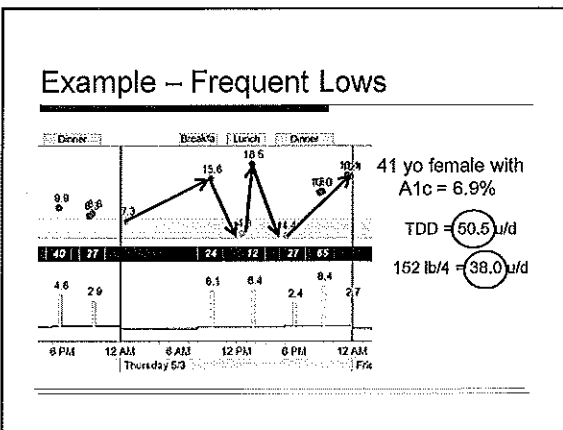 Example – Frequent Lows
Dinner Breakfa Lunch Dinner
9.9 7.3 15.6 18.5
41 yo female with
A1c = 6.9%
TDD = 50.5 u/d
152 lb/4 = 38.0 u/d
40 27 24 12 27 65
4.6 2.9 6.1 6.4 2.4 8.4 2.7
6 PM 12 AM 6 AM 12 PM 6 PM 12 AM
Thursday 5/3 Fri